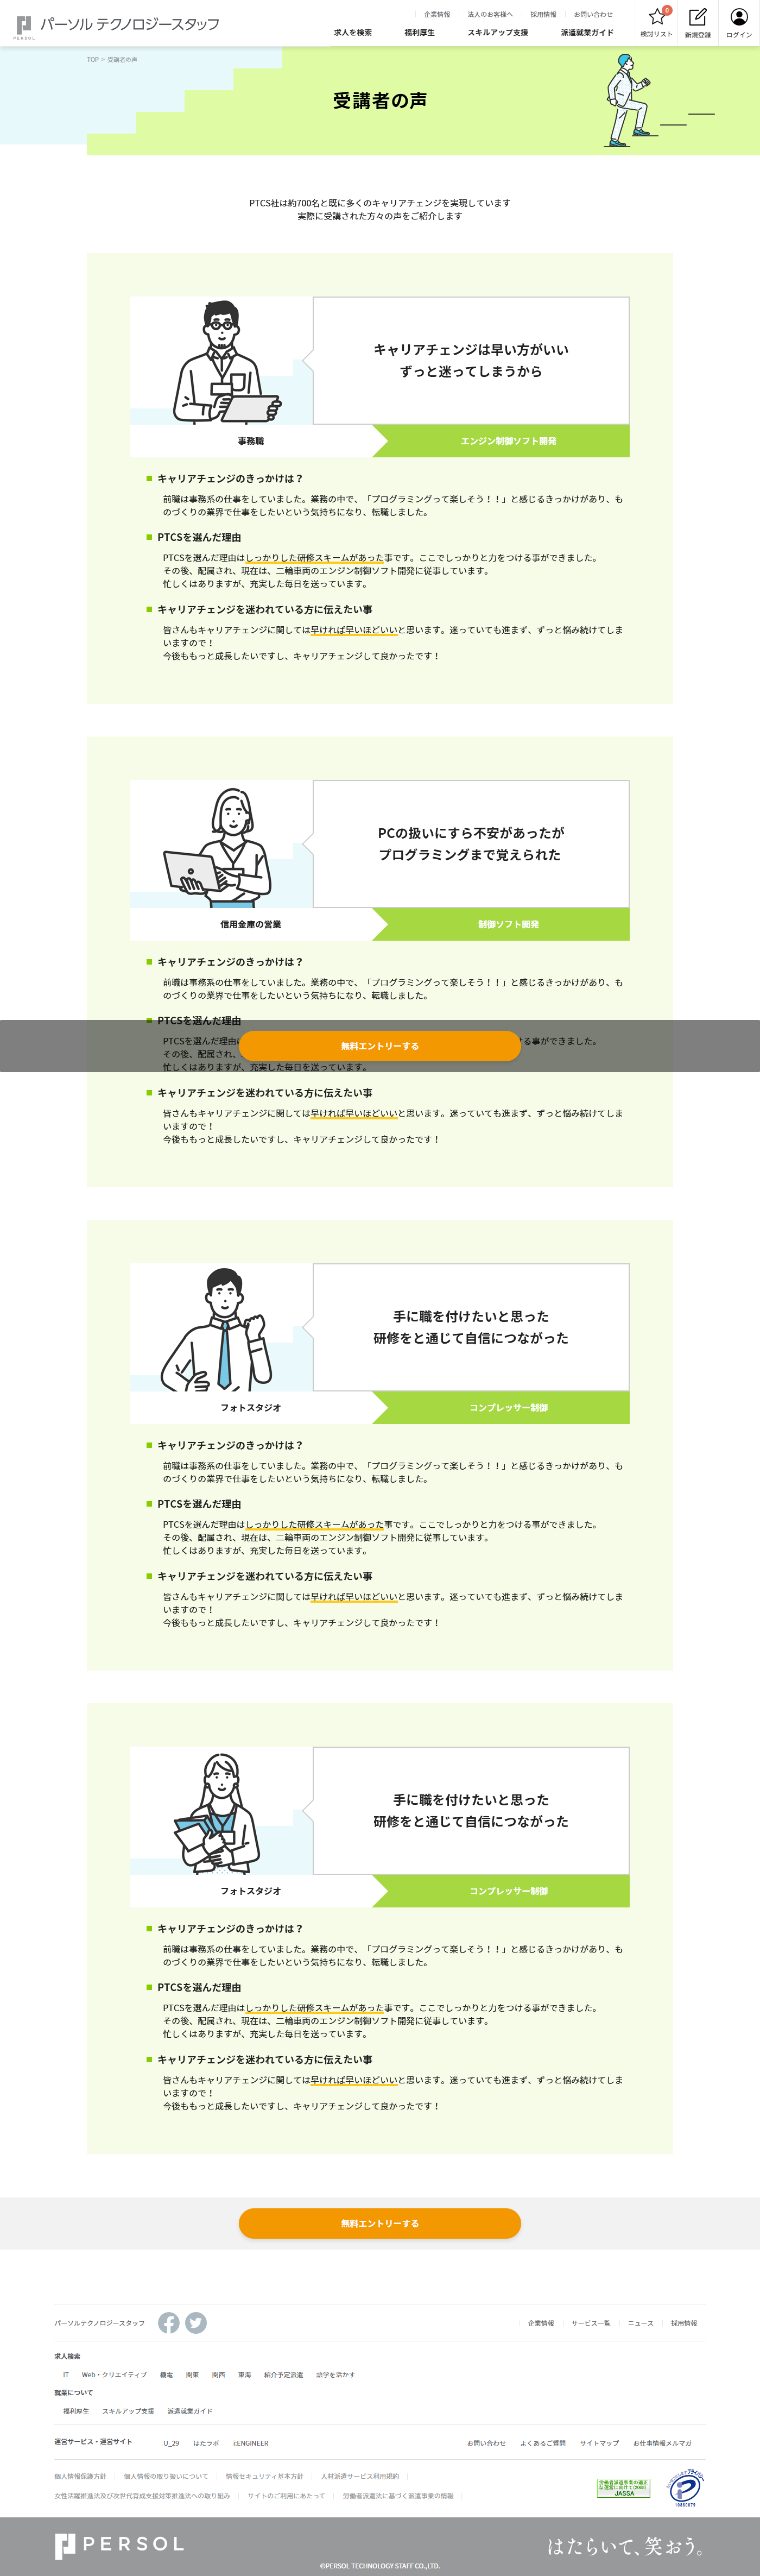 PERSOL
パーソル テクノロジースタッフ
企業情報
法人のお客様へ
採用情報
お問い合わせ
求人を検索
福利厚生
スキルアップ支援
派遣就業ガイド
0
検討リスト
新規登録
ログイン
TOP > 受講者の声
受講者の声
PTCS社は約700名と既に多くのキャリアチェンジを実現しています
実際に受講された方々の声をご紹介します
キャリアチェンジは早い方がいい
ずっと迷ってしまうから
事務職
エンジン制御ソフト開発
キャリアチェンジのきっかけは？
前職は事務系の仕事をしていました。業務の中で、「プログラミングって楽しそう！！」と感じるきっかけがあり、も
のづくりの業界で仕事をしたいという気持ちになり、転職しました。
PTCSを選んだ理由
PTCSを選んだ理由はしっかりした研修スキームがあった事です。ここでしっかりと力をつける事ができました。
その後、配属され、現在は、二輪車両のエンジン制御ソフト開発に従事しています。
忙しくはありますが、充実した毎日を送っています。
キャリアチェンジを迷われている方に伝えたい事
皆さんもキャリアチェンジに関しては早ければ早いほどいいと思います。迷っていても進まず、ずっと悩み続けてしま
いますので！
今後ももっと成長したいですし、キャリアチェンジして良かったです！
PCの扱いにすら不安があったが
プログラミングまで覚えられた
信用金庫の営業
制御ソフト開発
キャリアチェンジのきっかけは？
前職は事務系の仕事をしていました。業務の中で、「プログラミングって楽しそう！！」と感じるきっかけがあり、も
のづくりの業界で仕事をしたいという気持ちになり、転職しました。
PTCSを選んだ理由
PTCSを選んだ理由は
ける事ができました。
その後、配属され、
無料エントリーする
忙しくはありますが、充実した毎日を送っています。
キャリアチェンジを迷われている方に伝えたい事
皆さんもキャリアチェンジに関しては早ければ早いほどいいと思います。迷っていても進まず、ずっと悩み続けてしま
いますので！
今後ももっと成長したいですし、キャリアチェンジして良かったです！
手に職を付けたいと思った
研修をと通じて自信につながった
フォトスタジオ
コンプレッサー制御
キャリアチェンジのきっかけは？
前職は事務系の仕事をしていました。業務の中で、「プログラミングって楽しそう！！」と感じるきっかけがあり、も
のづくりの業界で仕事をしたいという気持ちになり、転職しました。
PTCSを選んだ理由
PTCSを選んだ理由はしっかりした研修スキームがあった事です。ここでしっかりと力をつける事ができました。
その後、配属され、現在は、二輪車両のエンジン制御ソフト開発に従事しています。
忙しくはありますが、充実した毎日を送っています。
キャリアチェンジを迷われている方に伝えたい事
皆さんもキャリアチェンジに関しては早ければ早いほどいいと思います。迷っていても進まず、ずっと悩み続けてしま
いますので！
今後ももっと成長したいですし、キャリアチェンジして良かったです！
手に職を付けたいと思った
研修をと通じて自信につながった
フォトスタジオ
コンプレッサー制御
キャリアチェンジのきっかけは？
前職は事務系の仕事をしていました。業務の中で、「プログラミングって楽しそう！！」と感じるきっかけがあり、も
のづくりの業界で仕事をしたいという気持ちになり、転職しました。
PTCSを選んだ理由
PTCSを選んだ理由はしっかりした研修スキームがあった事です。ここでしっかりと力をつける事ができました。
その後、配属され、現在は、二輪車両のエンジン制御ソフト開発に従事しています。
忙しくはありますが、充実した毎日を送っています。
キャリアチェンジを迷われている方に伝えたい事
皆さんもキャリアチェンジに関しては早ければ早いほどいいと思います。迷っていても進まず、ずっと悩み続けてしま
いますので！
今後ももっと成長したいですし、キャリアチェンジして良かったです！
無料エントリーする
パーソルテクノロジースタッフ
企業情報
サービス一覧
ニュース
採用情報
求人検索
IT Web・クリエイティブ 機電 関東 関西 東海 紹介予定派遣 語学を活かす
就業について
福利厚生 スキルアップ支援 派遣就業ガイド
運営サービス・運営サイト
U_29 はたラボ i:ENGINEER
お問い合わせ よくあるご質問 サイトマップ お仕事情報メルマガ
個人情報保護方針 個人情報の取り扱いについて 情報セキュリティ基本方針 人材派遣サービス利用規約
女性活躍推進法及び次世代育成支援対策推進法への取り組み サイトのご利用にあたって 労働者派遣法に基づく派遣事業の情報
JASSA
PERSOL
はたらいて、笑おう。
©PERSOL TECHNOLOGY STAFF CO.,LTD.